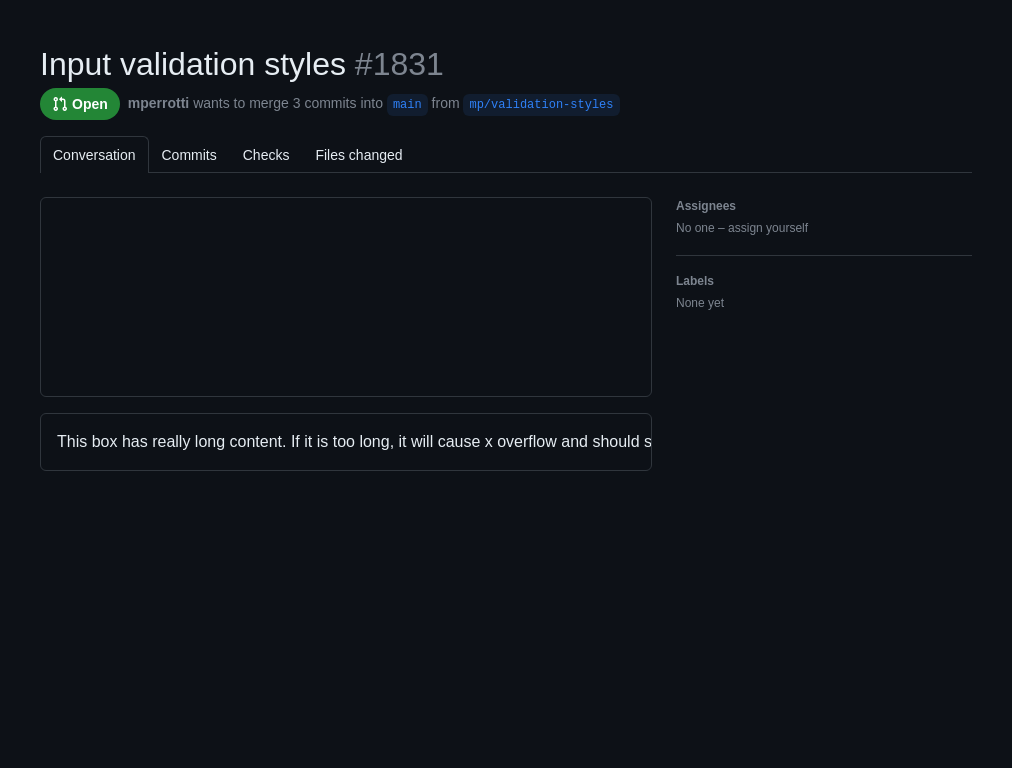 Input validation styles #1831
Open mperrotti wants to merge 3 commits into main from mp/validation-styles
Conversation Commits Checks Files changed
Assignees
No one – assign yourself
Labels
None yet
This box has really long content. If it is too long, it will cause x overflow and should s